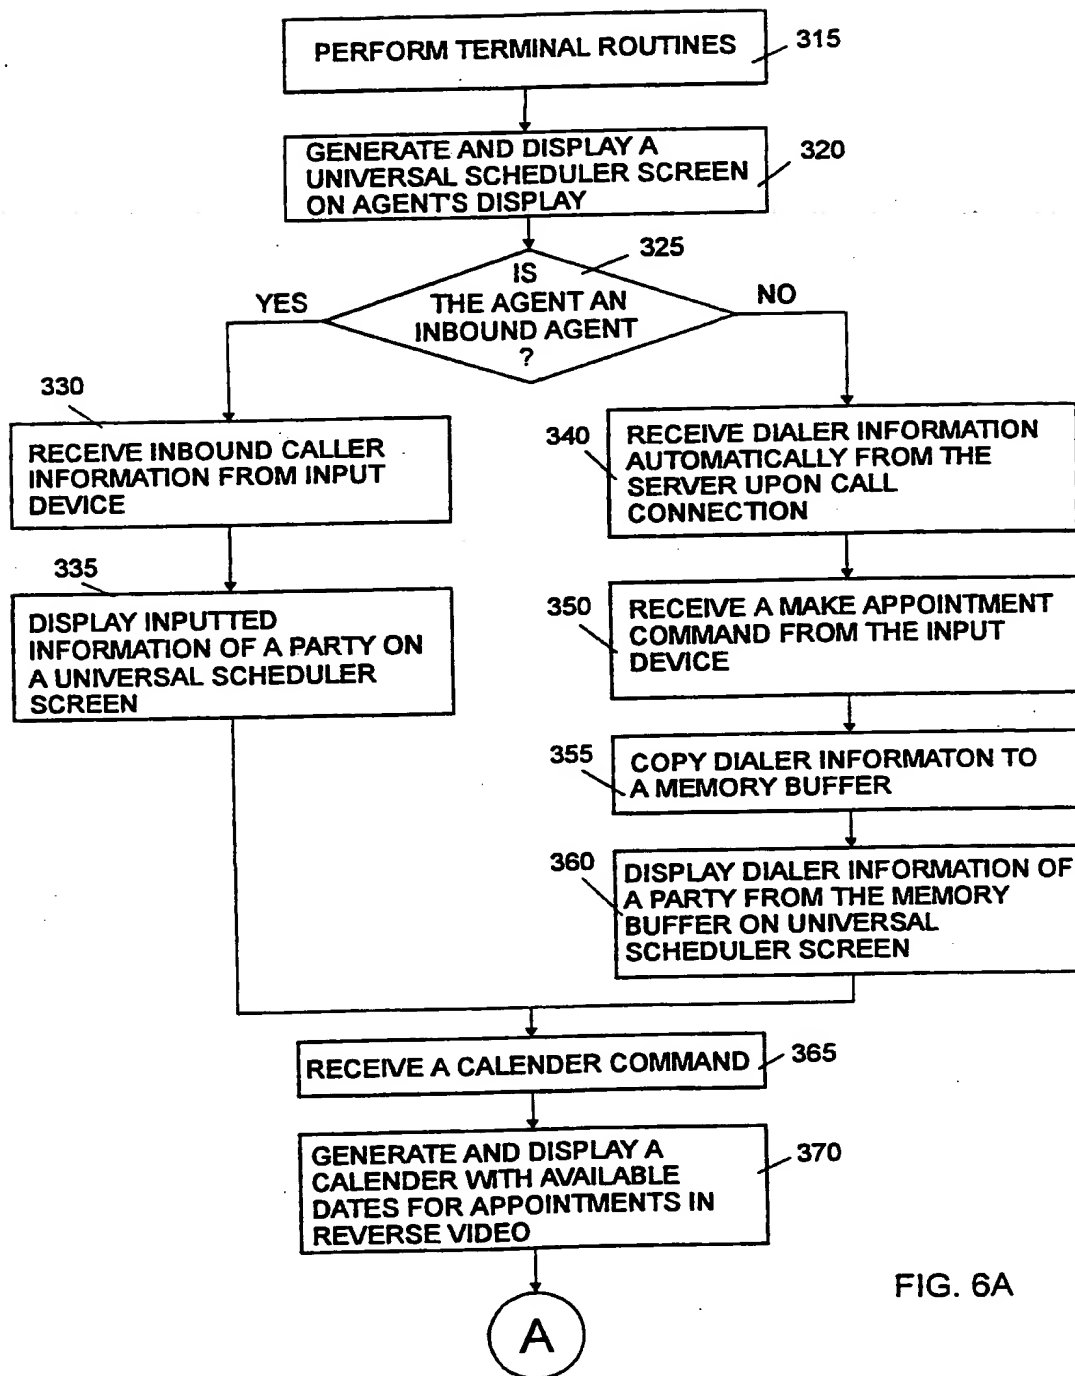 PERFORM TERMINAL ROUTINES
315
GENERATE AND DISPLAY A
UNIVERSAL SCHEDULER SCREEN
ON AGENT'S DISPLAY
320
325
IS
THE AGENT AN
INBOUND AGENT
?
YES
NO
330
RECEIVE INBOUND CALLER
INFORMATION FROM INPUT
DEVICE
335
DISPLAY INPUTTED
INFORMATION OF A PARTY ON
A UNIVERSAL SCHEDULER
SCREEN
340
RECEIVE DIALER INFORMATION
AUTOMATICALLY FROM THE
SERVER UPON CALL
CONNECTION
350
RECEIVE A MAKE APPOINTMENT
COMMAND FROM THE INPUT
DEVICE
355
COPY DIALER INFORMATON TO
A MEMORY BUFFER
360
DISPLAY DIALER INFORMATION OF
A PARTY FROM THE MEMORY
BUFFER ON UNIVERSAL
SCHEDULER SCREEN
RECEIVE A CALENDER COMMAND
365
GENERATE AND DISPLAY A
CALENDER WITH AVAILABLE
DATES FOR APPOINTMENTS IN
REVERSE VIDEO
370
A
FIG. 6A